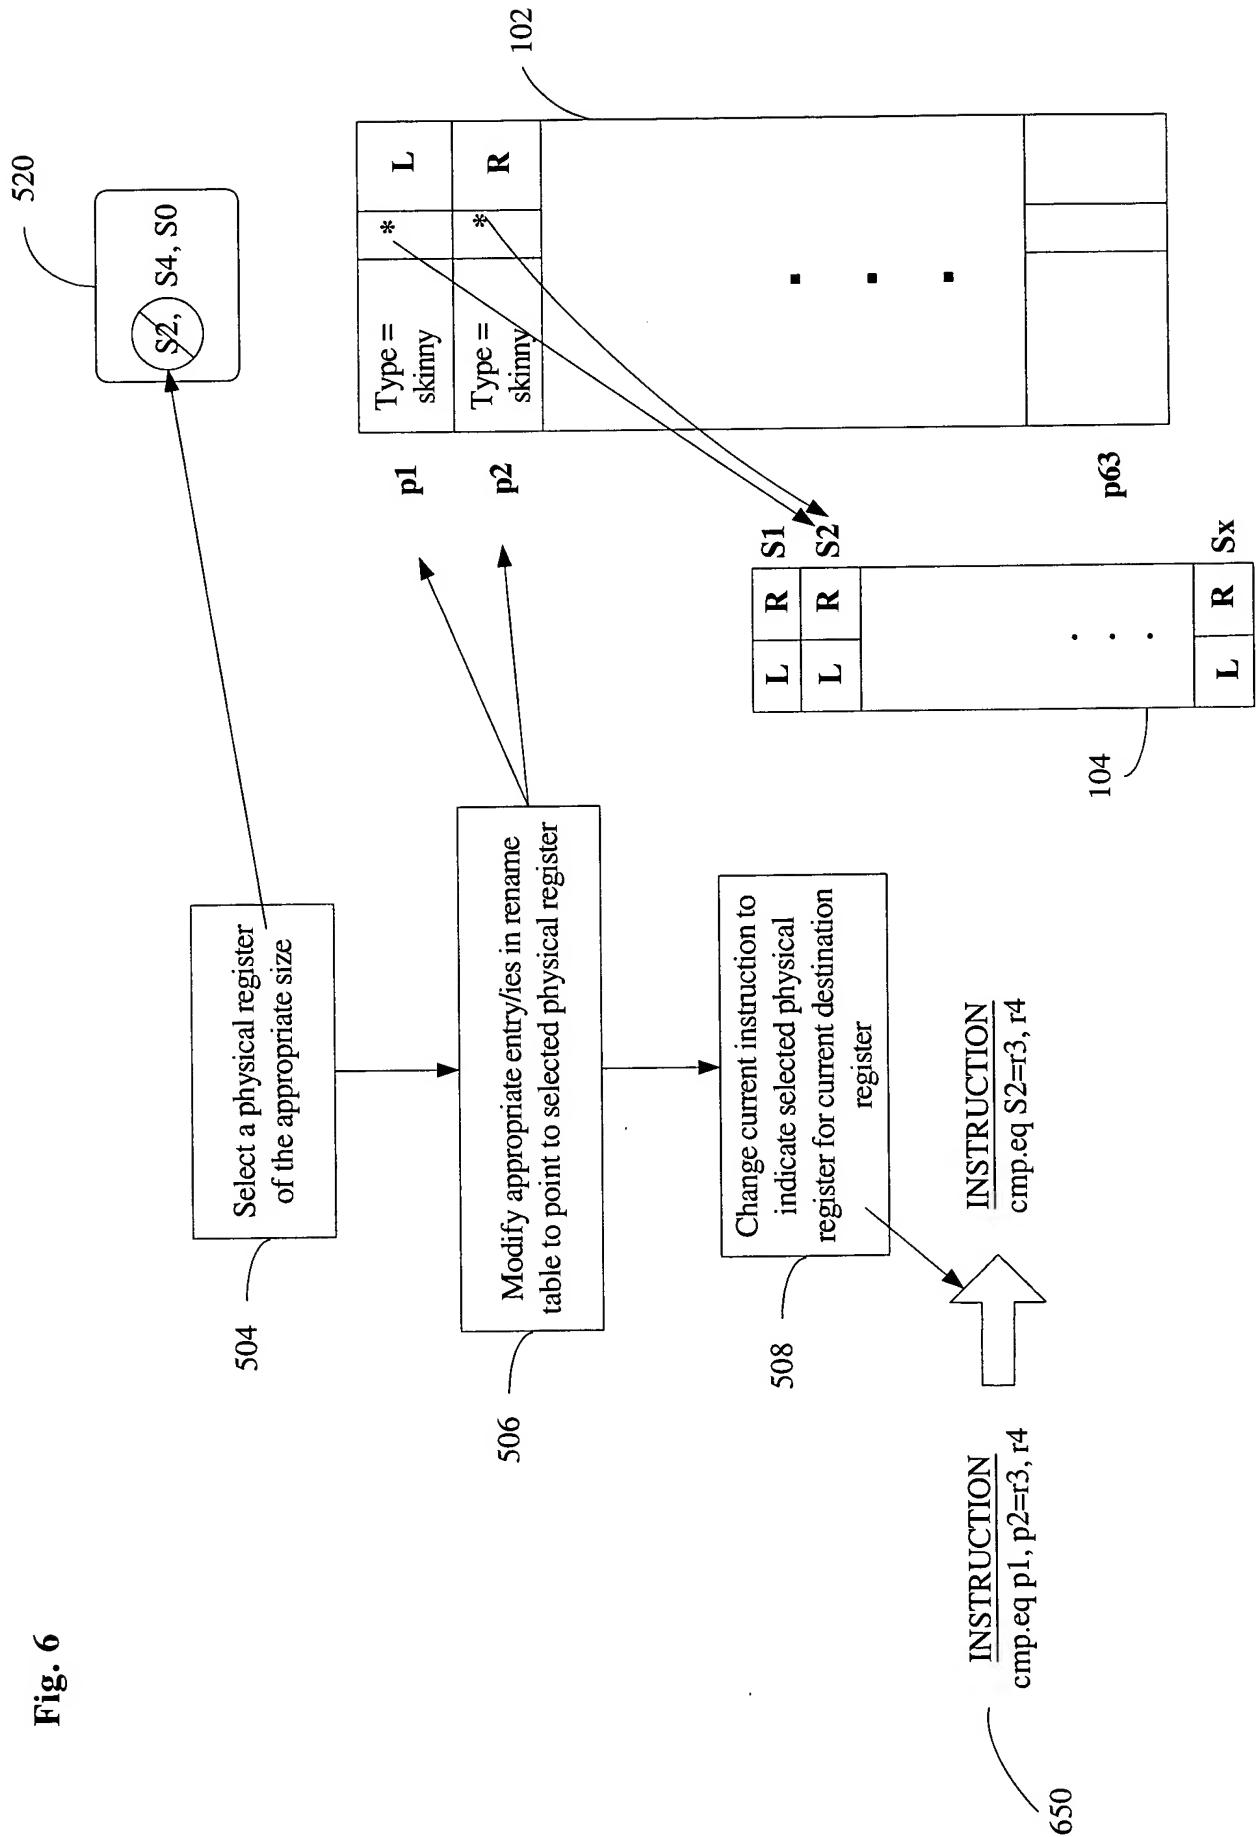 Fig. 6
504
Select a physical register
of the appropriate size
520
S2, S4, S0
506
Modify appropriate entry/ies in rename
table to point to selected physical register
508
Change current instruction to
indicate selected physical
register for current destination
register
650
INSTRUCTION
cmp.eq p1, p2=r3, r4
INSTRUCTION
cmp.eq S2=r3, r4
p1
Type =
skinny
*
L
p2
Type =
skinny
*
R
p63
102
L
R
S1
L
R
S2
L
R
Sx
104